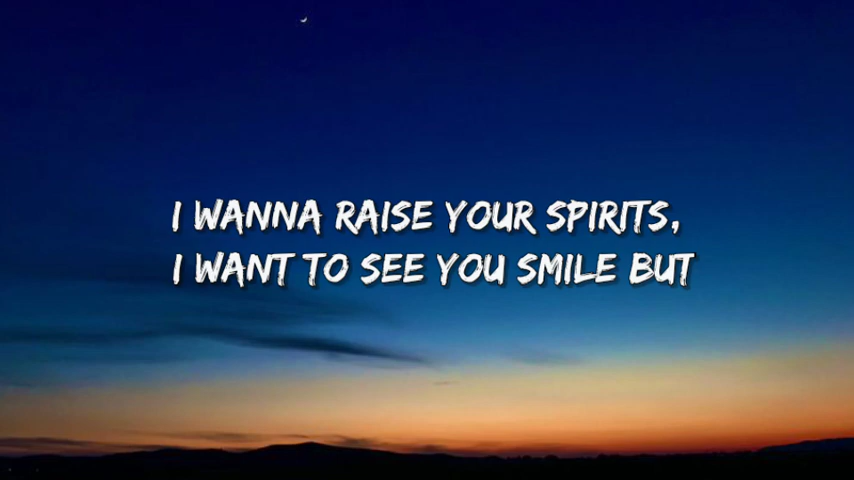 I WANNA RAISE YOUR SPIRITS,
I WANT TO SEE YOU SMILE BUT